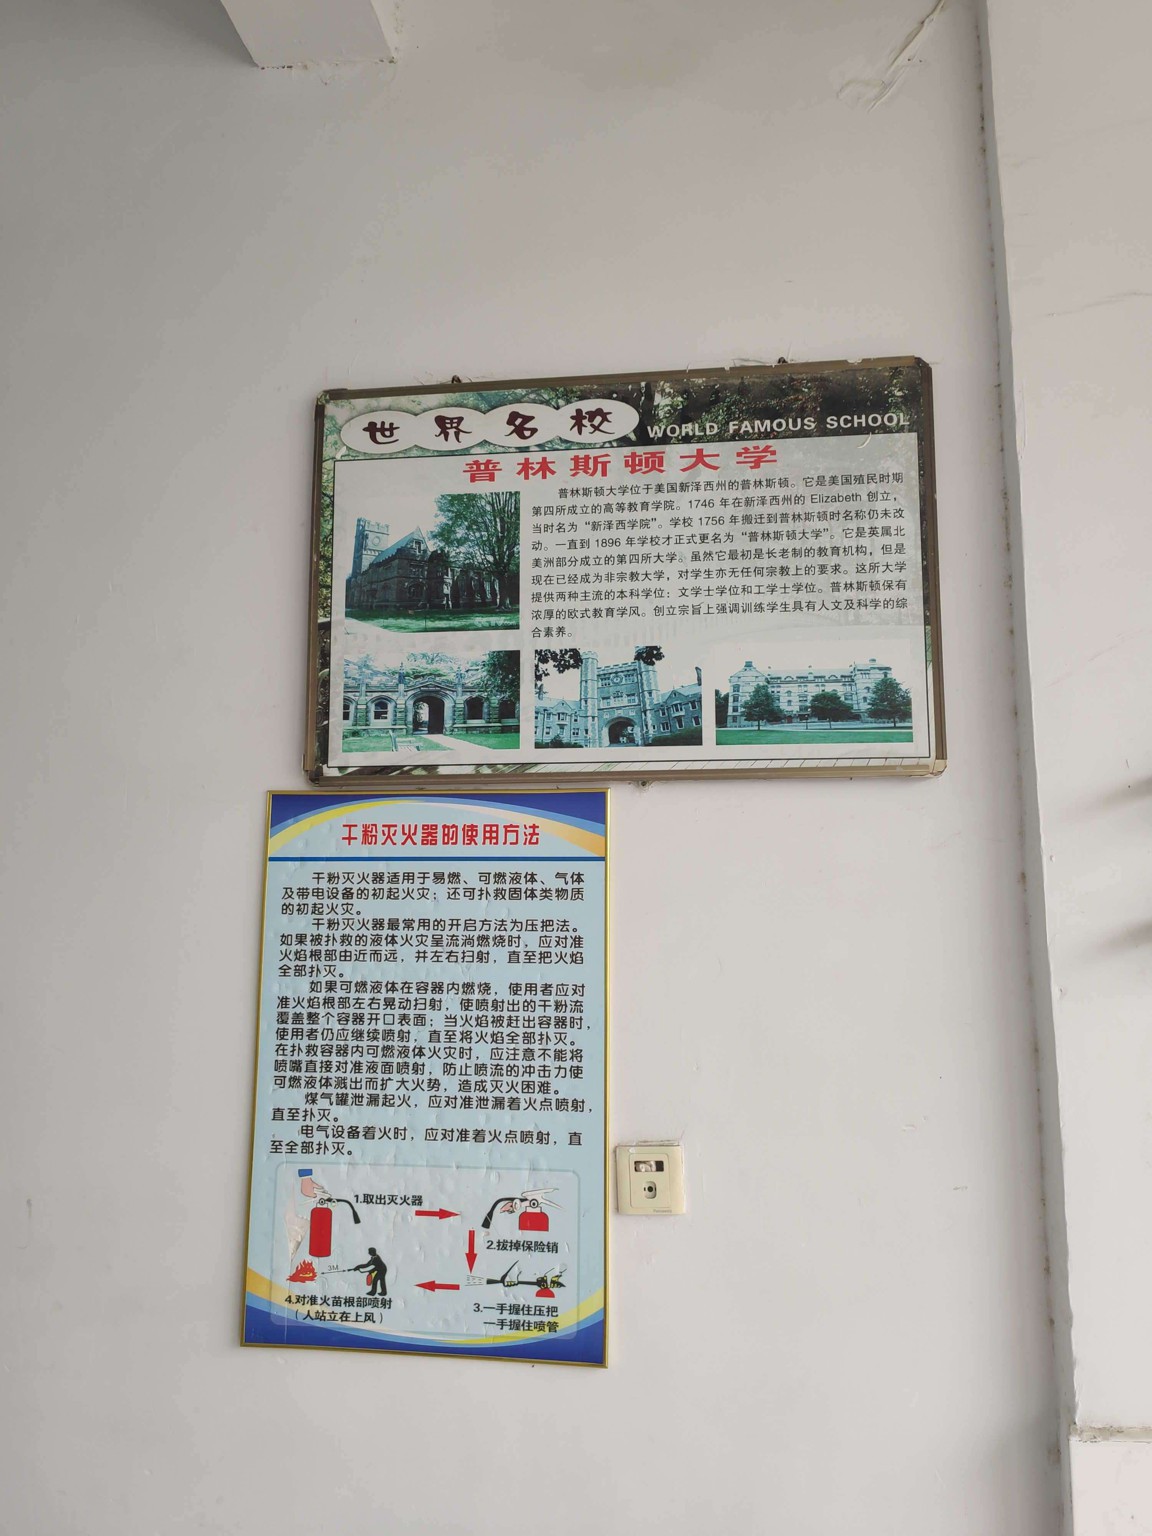 世界名校
WORLD FAMOUS SCHOOL
普林斯顿大学
普林斯顿大学位于美国新泽西州的普林斯顿。它是美国殖民时期
第四所成立的高等教育学院。1746 年在新泽西州的 Elizabeth 创立，
当时名为“新泽西学院”。学校 1756 年搬迁到普林斯顿时名称仍未改
动。一直到 1896 年学校才正式更名为“普林斯顿大学”。它是英属北
美洲部分成立的第四所大学。虽然它最初是长老制的教育机构，但是
现在已经成为非宗教大学，对学生亦无任何宗教上的要求。这所大学
提供两种主流的本科学位：文学士学位和工学士学位。普林斯顿保有
浓厚的欧式教育学风。创立宗旨上强调训练学生具有人文及科学的综
合素养。
干粉灭火器的使用方法
干粉灭火器适用于易燃、可燃液体、气体
及带电设备的初起火灾；还可扑救固体类物质
的初起火灾。
干粉灭火器最常用的开启方法为压把法。
如果被扑救的液体火灾呈流淌燃烧时，应对准
火焰根部由近而远，并左右扫射，直至把火焰
全部扑灭。
如果可燃液体在容器内燃烧，使用者应对
准火焰根部左右晃动扫射，使喷射出的干粉流
覆盖整个容器开口表面；当火焰被赶出容器时，
使用者仍应继续喷射，直至将火焰全部扑灭。
在扑救容器内可燃液体火灾时，应注意不能将
喷嘴直接对准液面喷射，防止喷流的冲击力使
可燃液体溅出而扩大火势，造成灭火困难。
煤气罐泄漏起火，应对准泄漏着火点喷射，
直至扑灭。
电气设备着火时，应对准着火点喷射，直
至全部扑灭。
1.取出灭火器
2.拔掉保险销
3M
4.对准火苗根部喷射
（人站立在上风）
3.一手握住压把
一手握住喷管
Panasonic